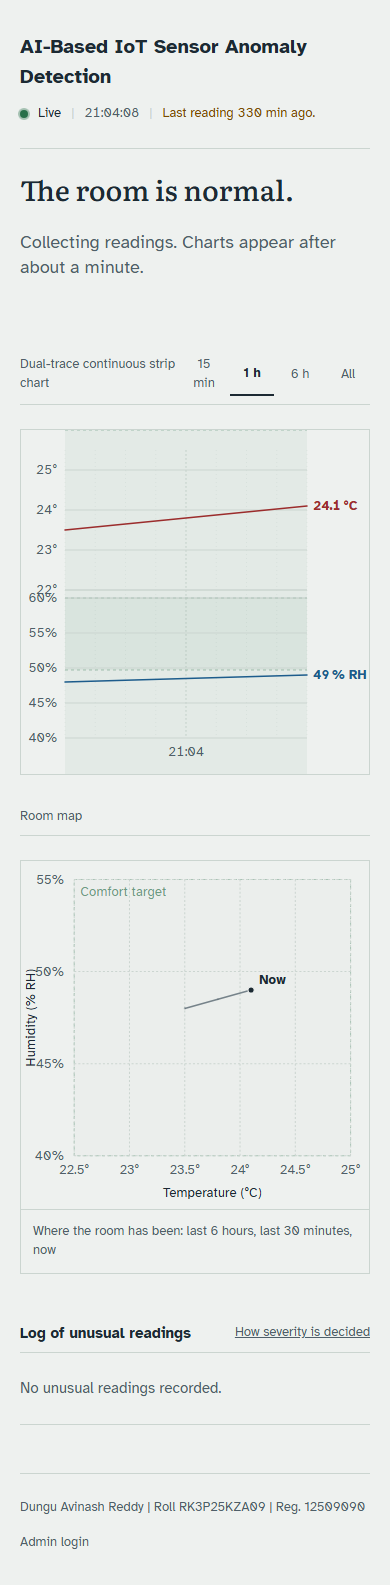 AI-Based IoT Sensor Anomaly
Detection
Live | 21:04:08 | Last reading 330 min ago.
The room is normal.
Collecting readings. Charts appear after
about a minute.
Dual-trace continuous strip
chart
15
min
1 h
6 h
All
25°
24°
24.1 °C
23°
22°
60%
55%
50%
49 % RH
45%
40%
21:04
Room map
55%
Comfort target
50%
Now
Humidity (% RH)
45%
40%
22.5° 23° 23.5° 24° 24.5° 25°
Temperature (°C)
Where the room has been: last 6 hours, last 30 minutes,
now
Log of unusual readings
How severity is decided
No unusual readings recorded.
Dungu Avinash Reddy | Roll RK3P25KZA09 | Reg. 12509090
Admin login